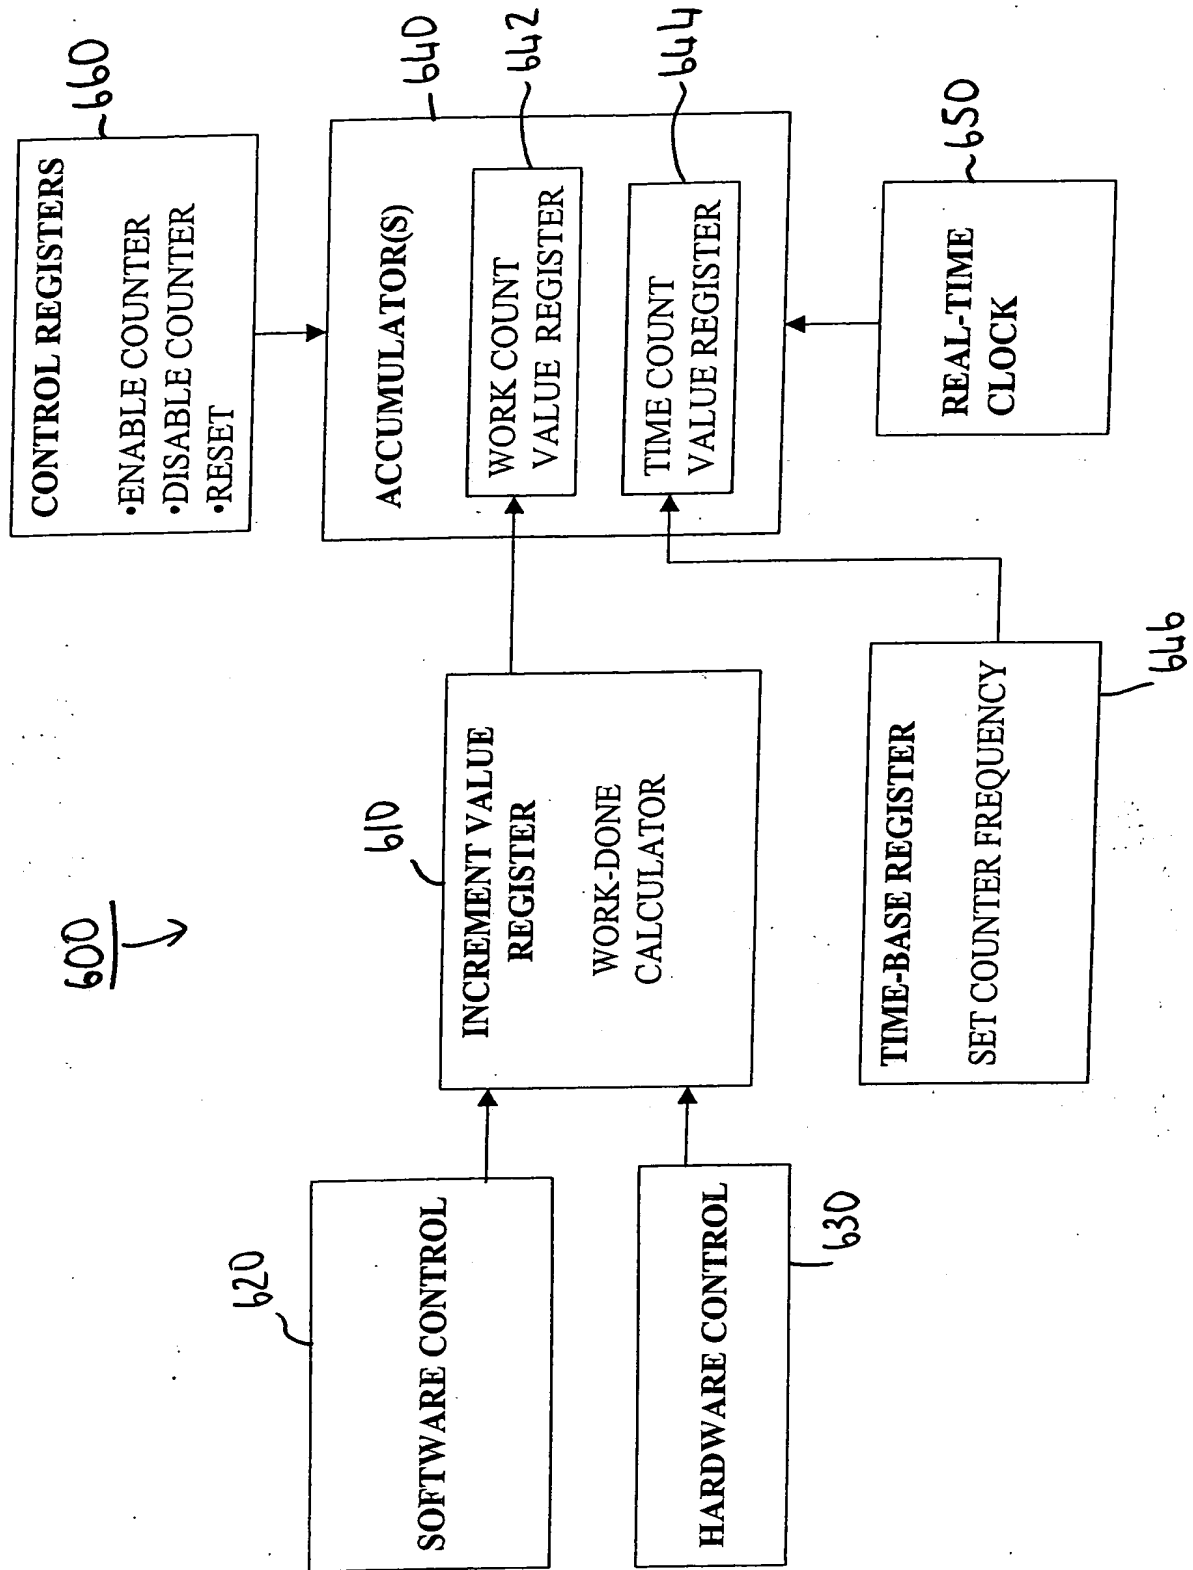 600
620
SOFTWARE CONTROL
HARDWARE CONTROL
630
610
INCREMENT VALUE
REGISTER
WORK-DONE
CALCULATOR
TIME-BASE REGISTER
SET COUNTER FREQUENCY
646
CONTROL REGISTERS
•ENABLE COUNTER
•DISABLE COUNTER
•RESET
660
ACCUMULATOR(S)
640
WORK COUNT
VALUE REGISTER
642
TIME COUNT
VALUE REGISTER
644
REAL-TIME
CLOCK
650